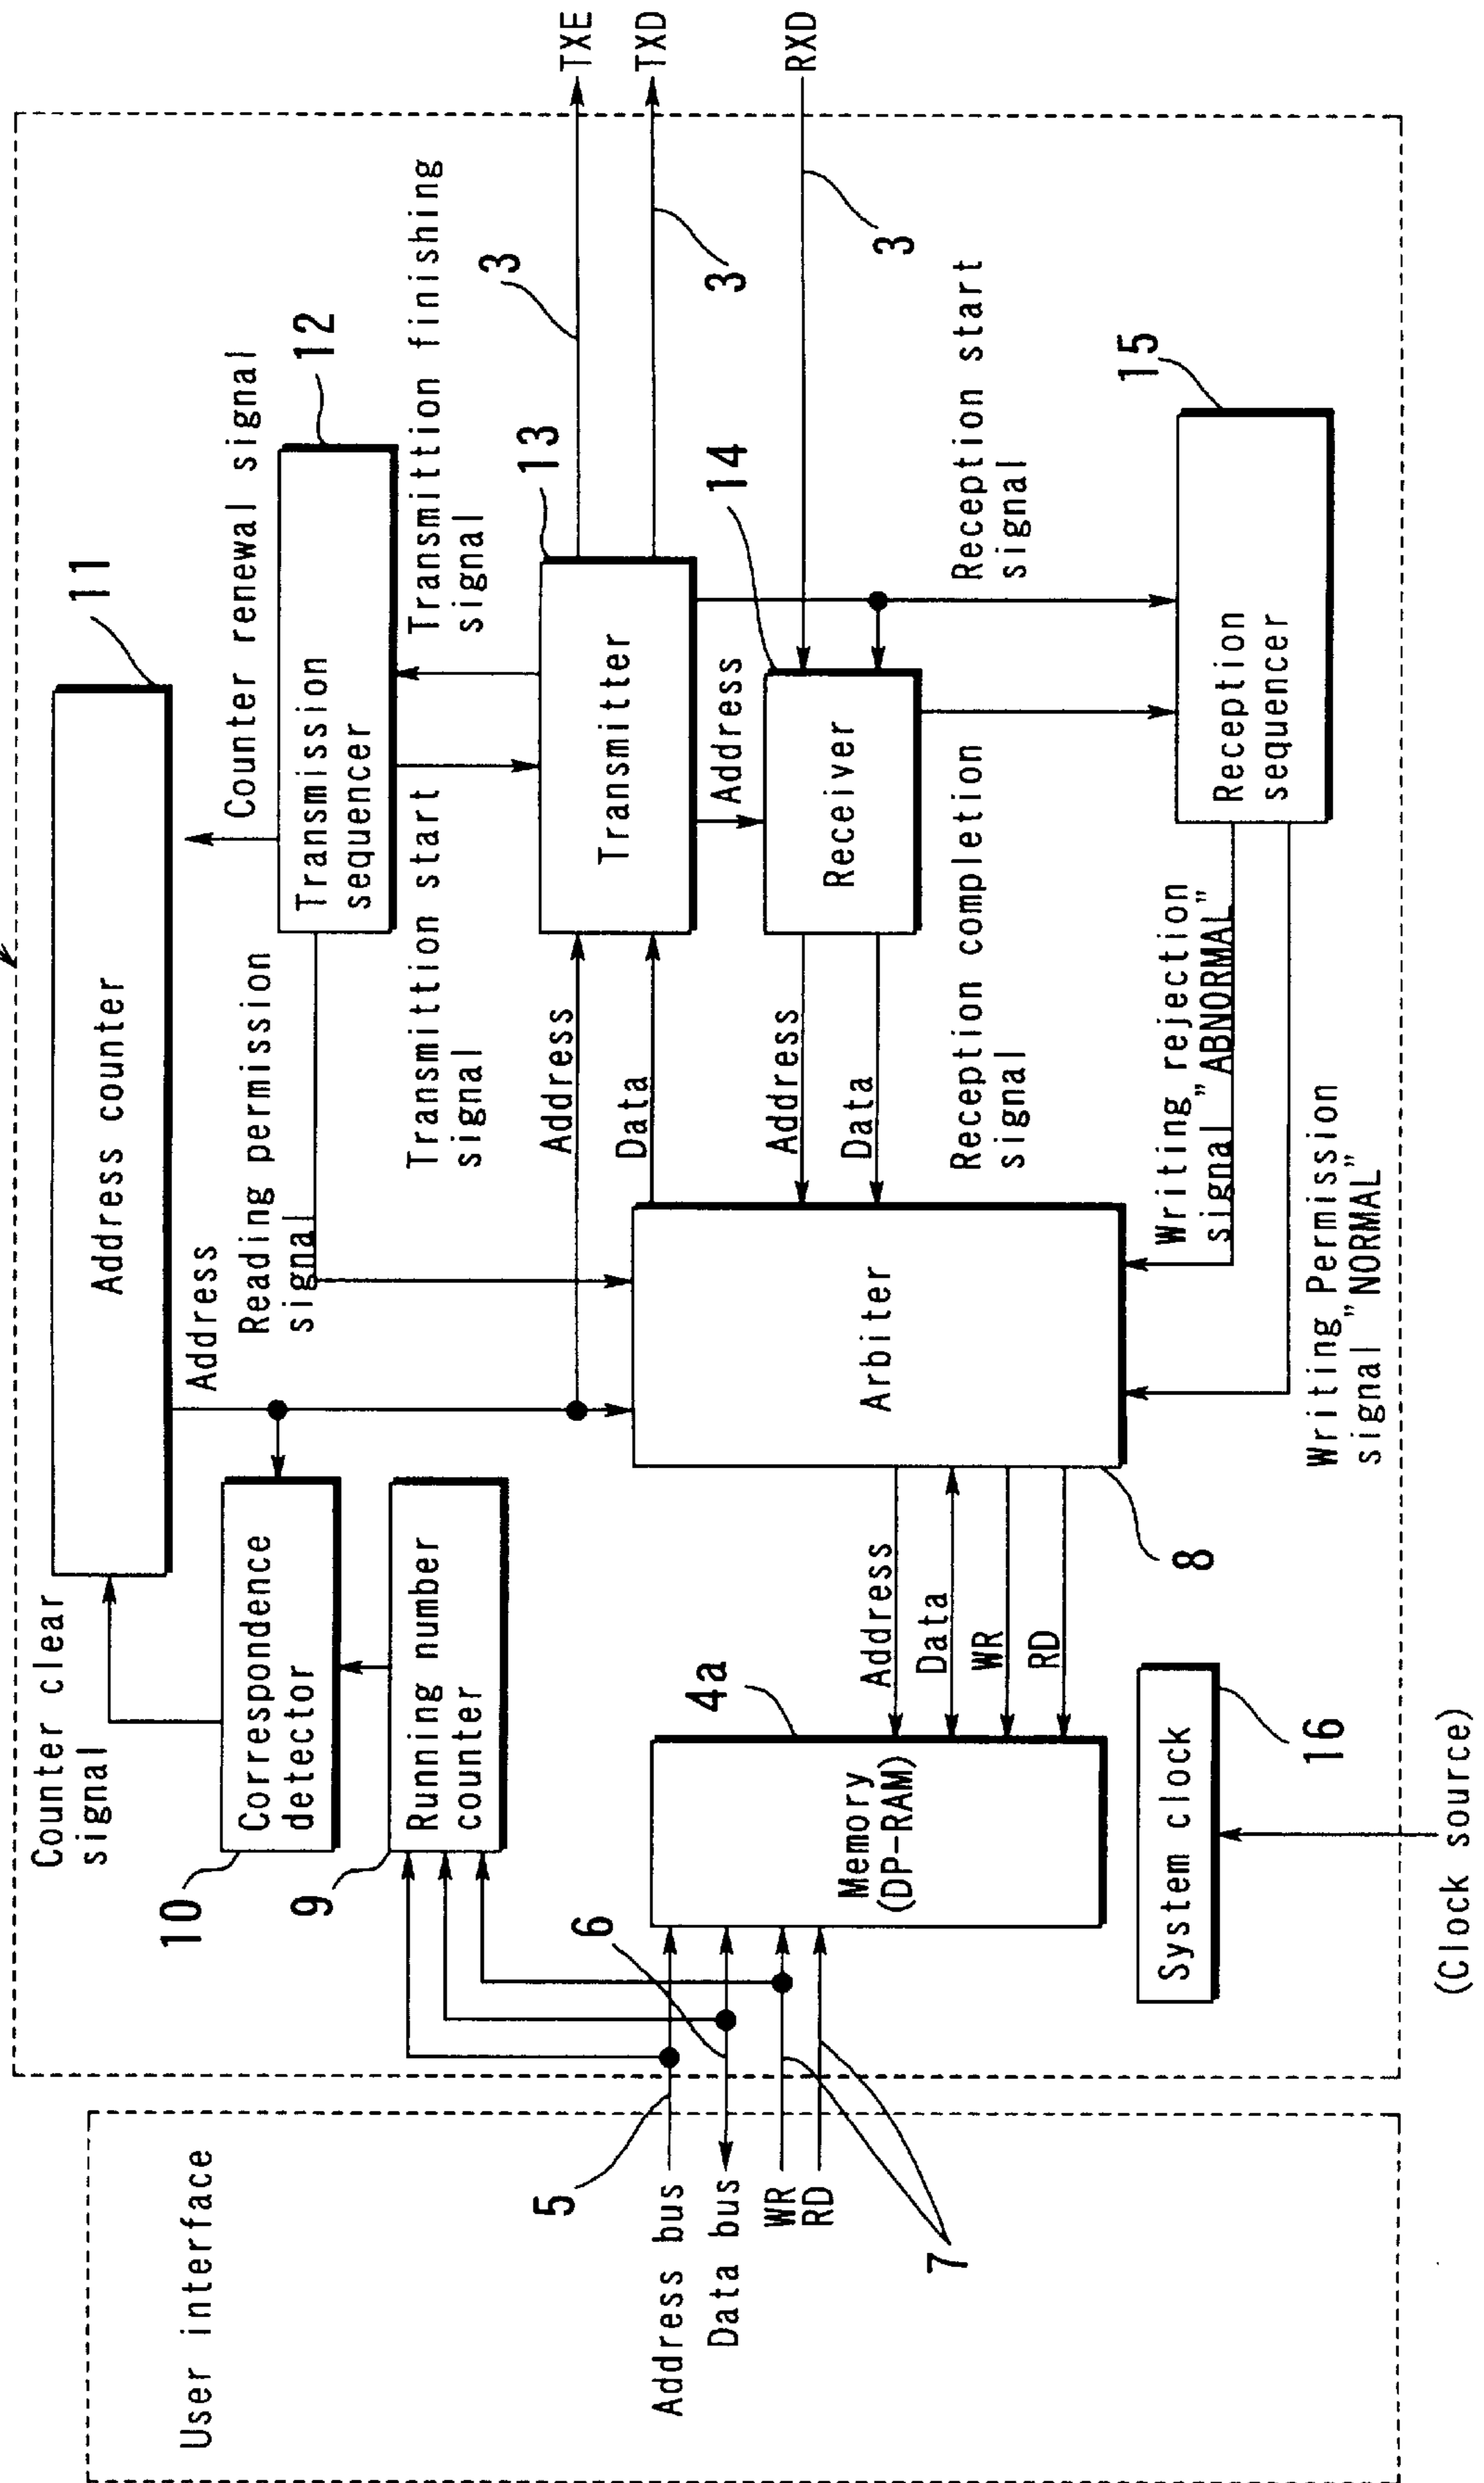 User interface
Address bus
Data bus
WR
RD
5
6
7
Counter clear
signal
10
Correspondence
detector
9
Running number
counter
4a
Memory
(DP-RAM)
System clock
16
(Clock source)
Address counter
11
Address
Reading permission
signal
Counter renewal signal
Transmission
sequencer
12
Transmittion start
signal
Transmittion finishing
signal
Address
Data
Transmitter
13
3
TXE
3
TXD
3
RXD
Address
Receiver
14
Address
Data
Arbiter
8
Address
Data
WR
RD
Reception completion
signal
Reception start
signal
Reception
sequencer
15
Writing rejection
signal "ABNORMAL"
Writing Permission
signal "NORMAL"